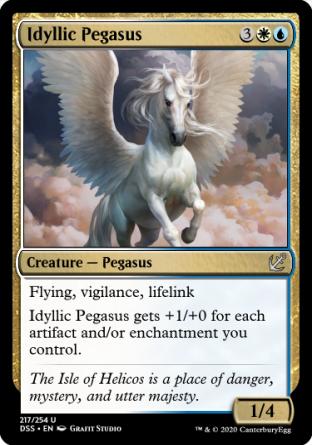 Idyllic Pegasus 3
Creature — Pegasus
Flying, vigilance, lifelink
Idyllic Pegasus gets +1/+0 for each
artifact and/or enchantment you
control.
The Isle of Helicos is a place of danger,
mystery, and utter majesty.
1/4
217/254 U
DSS • EN Grafit Studio
™ & © 2020 CanterburyEgg